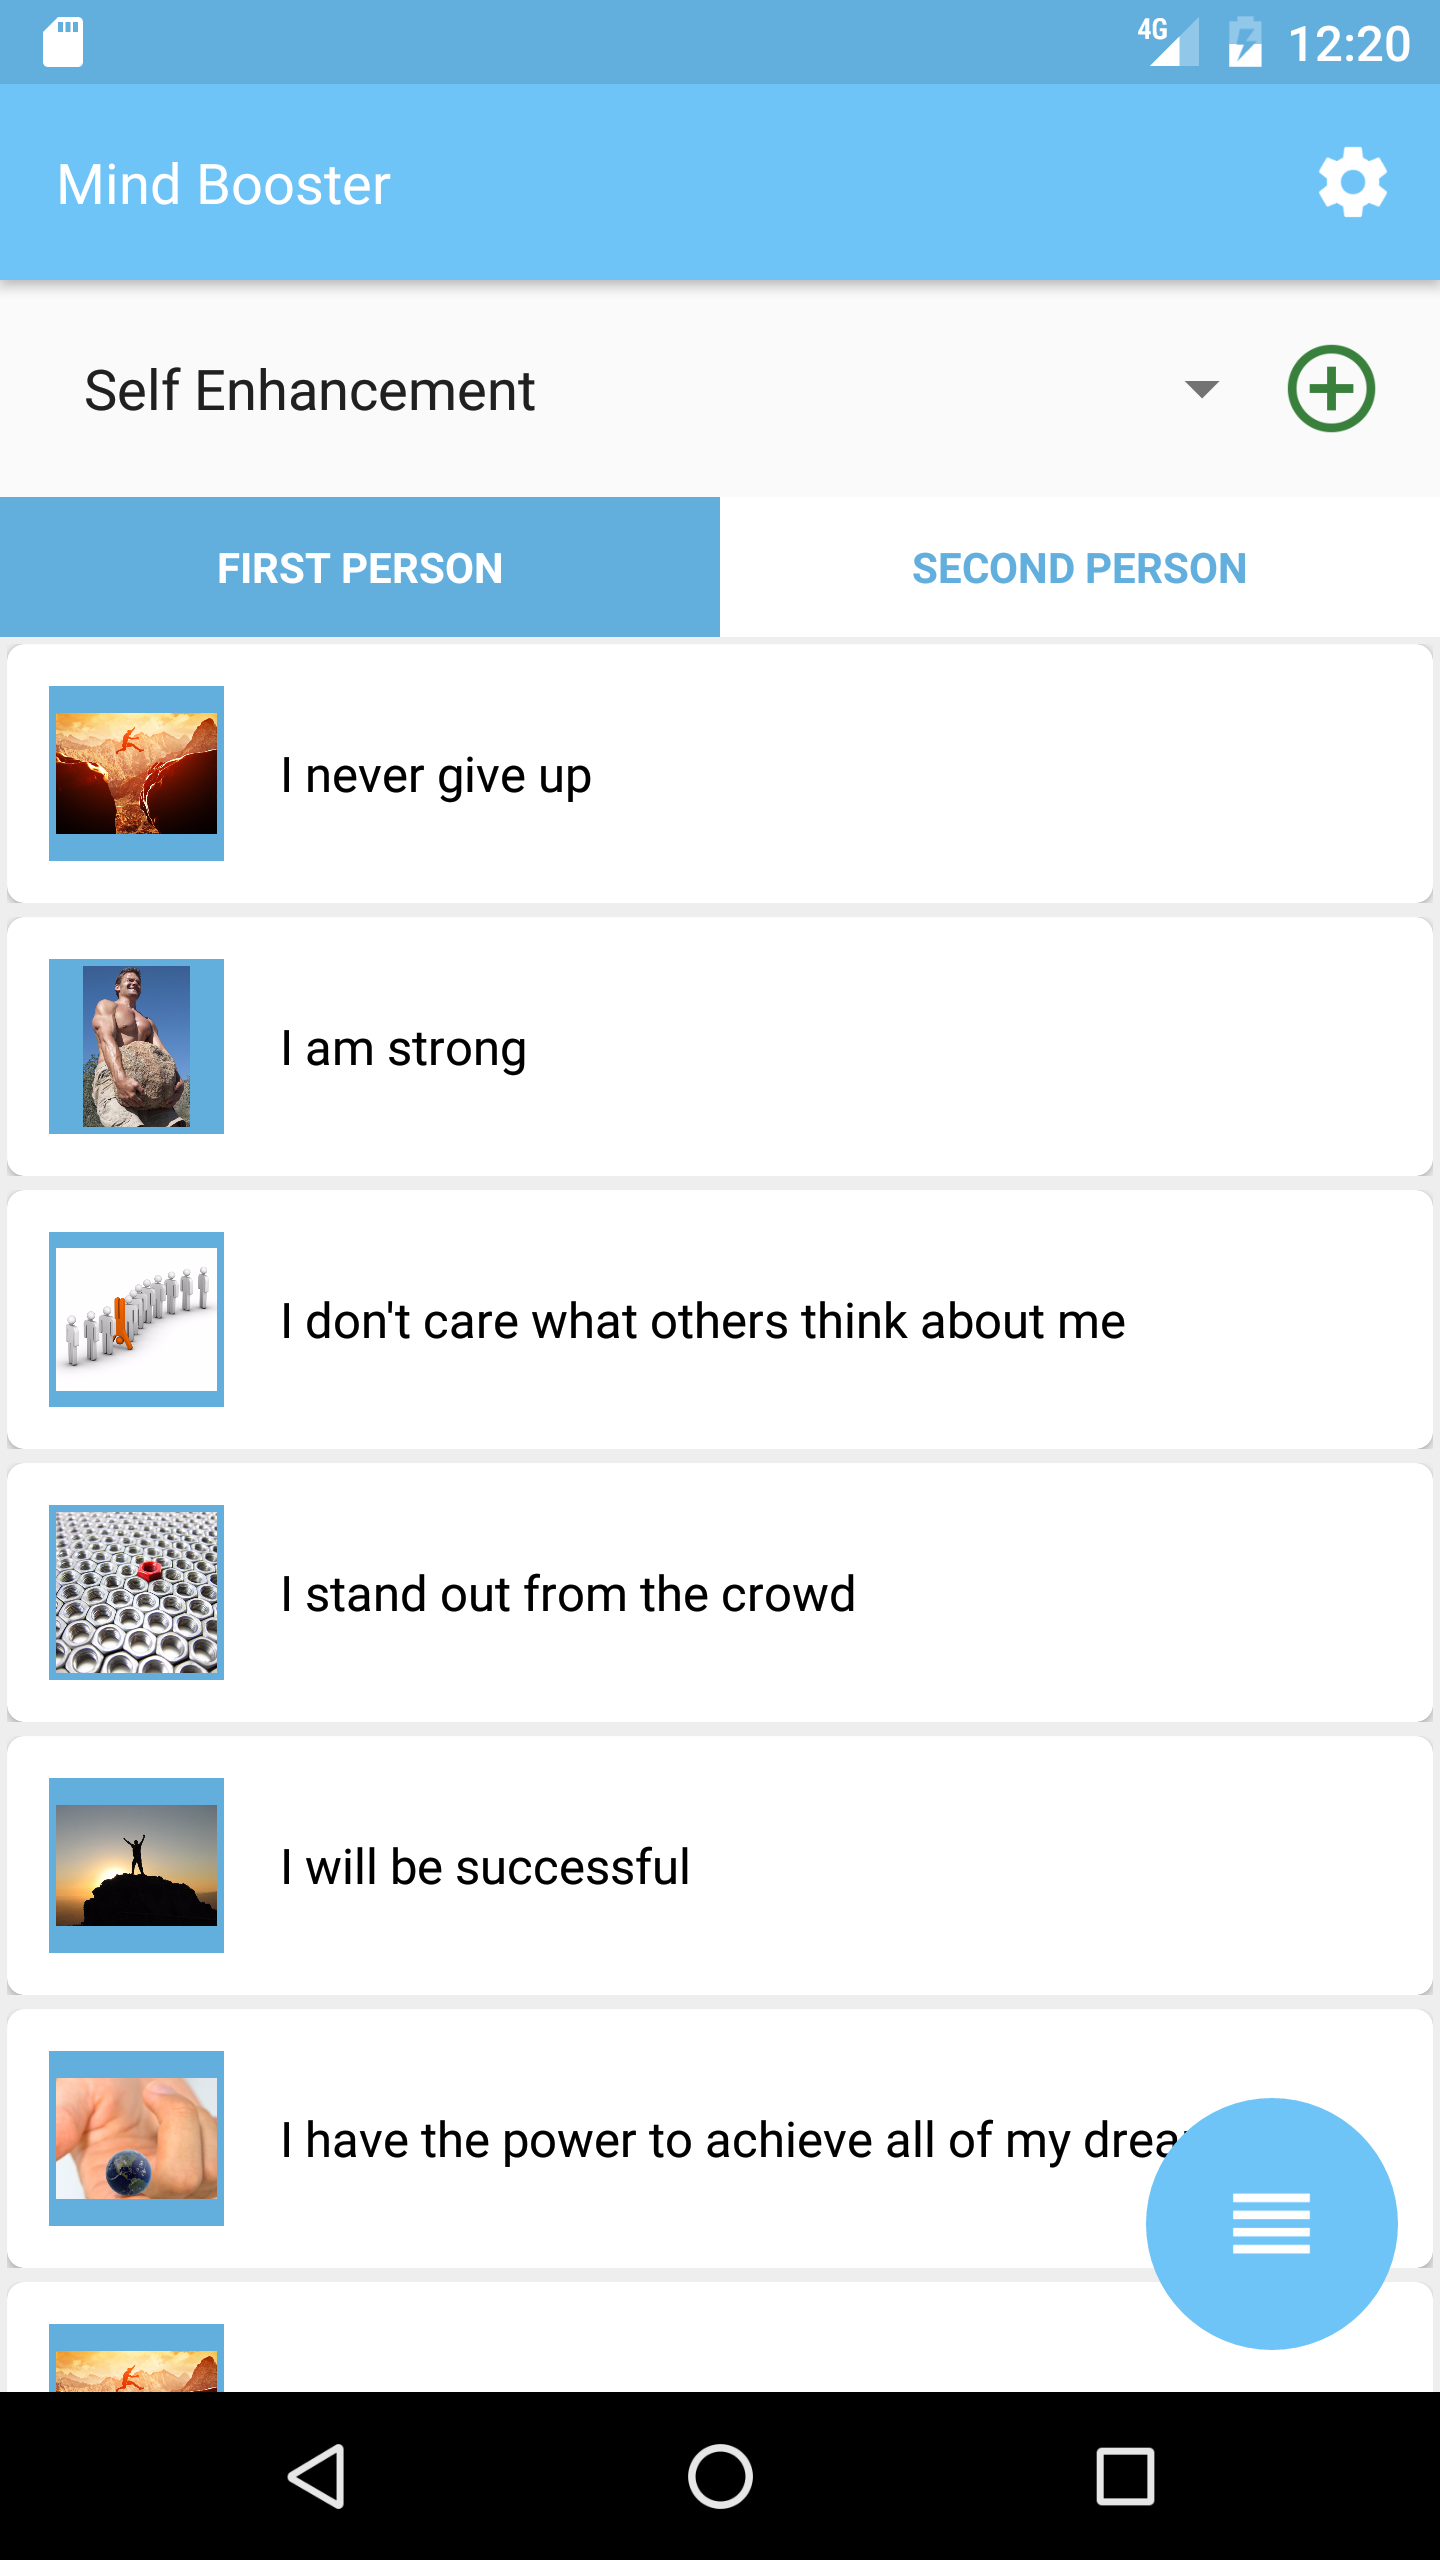 4G 12:20
Mind Booster
Self Enhancement
FIRST PERSON SECOND PERSON
I never give up
I am strong
I don't care what others think about me
I stand out from the crowd
I will be successful
I have the power to achieve all of my